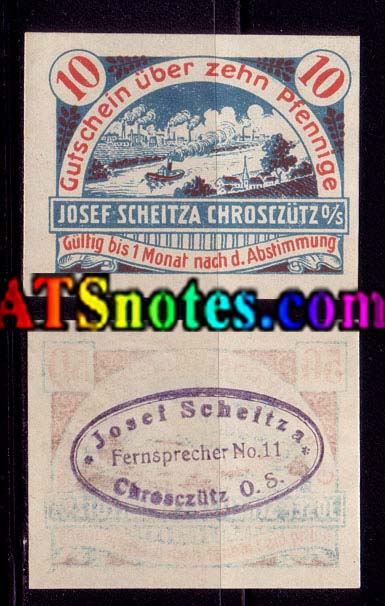 10
10
Gutschein über zehn Pfennige
JOSEF SCHEITZA CHROSCZÜTZ O/S
Gültig bis 1 Monat nach d. Abstimmung
ATSnotes.com
50
* Josef Scheitza *
Fernsprecher No. 11
Chrosczütz O. S.